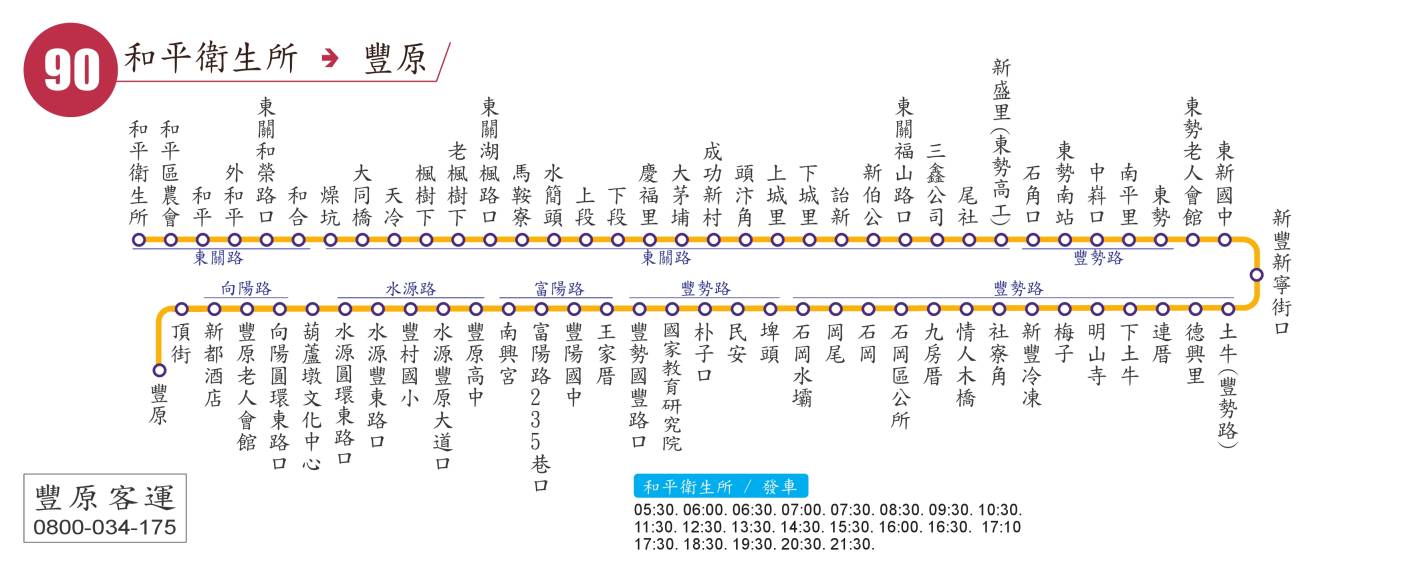 90
和平衛生所 ➔ 豐原
和平衛生所
和平區農會
和平
外和平
東關和榮路口
和合
燥坑
大同橋
天冷
楓樹下
老楓樹下
東關湖楓路口
馬鞍寮
水簡頭
上段
下段
慶福里
大茅埔
成功新村
頭汴角
上城里
下城里
詒新
新伯公
東關福山路口
三鑫公司
尾社
新盛里(東勢高工)
石角口
東勢南站
中嵙口
南平里
東勢
東勢老人會館
東新國中
新豐新寧街口
東關路
東關路
豐勢路
向陽路
水源路
富陽路
豐勢路
豐勢路
豐原
頂街
新都酒店
豐原老人會館
向陽圓環東路口
葫蘆墩文化中心
水源圓環東路口
水源豐東路口
豐村國小
水源豐原大道口
豐原高中
南興宮
富陽路235巷口
豐陽國中
王家厝
豐勢國豐路口
國家教育研究院
朴子口
民安
埤頭
石岡水壩
岡尾
石岡
石岡區公所
九房厝
情人木橋
社寮角
新豐冷凍
梅子
明山寺
下土牛
連厝
德興里
土牛(豐勢路)
豐原客運
0800-034-175
和平衛生所 / 發車
05:30. 06:00. 06:30. 07:00. 07:30. 08:30. 09:30. 10:30.
11:30. 12:30. 13:30. 14:30. 15:30. 16:00. 16:30. 17:10
17:30. 18:30. 19:30. 20:30. 21:30.